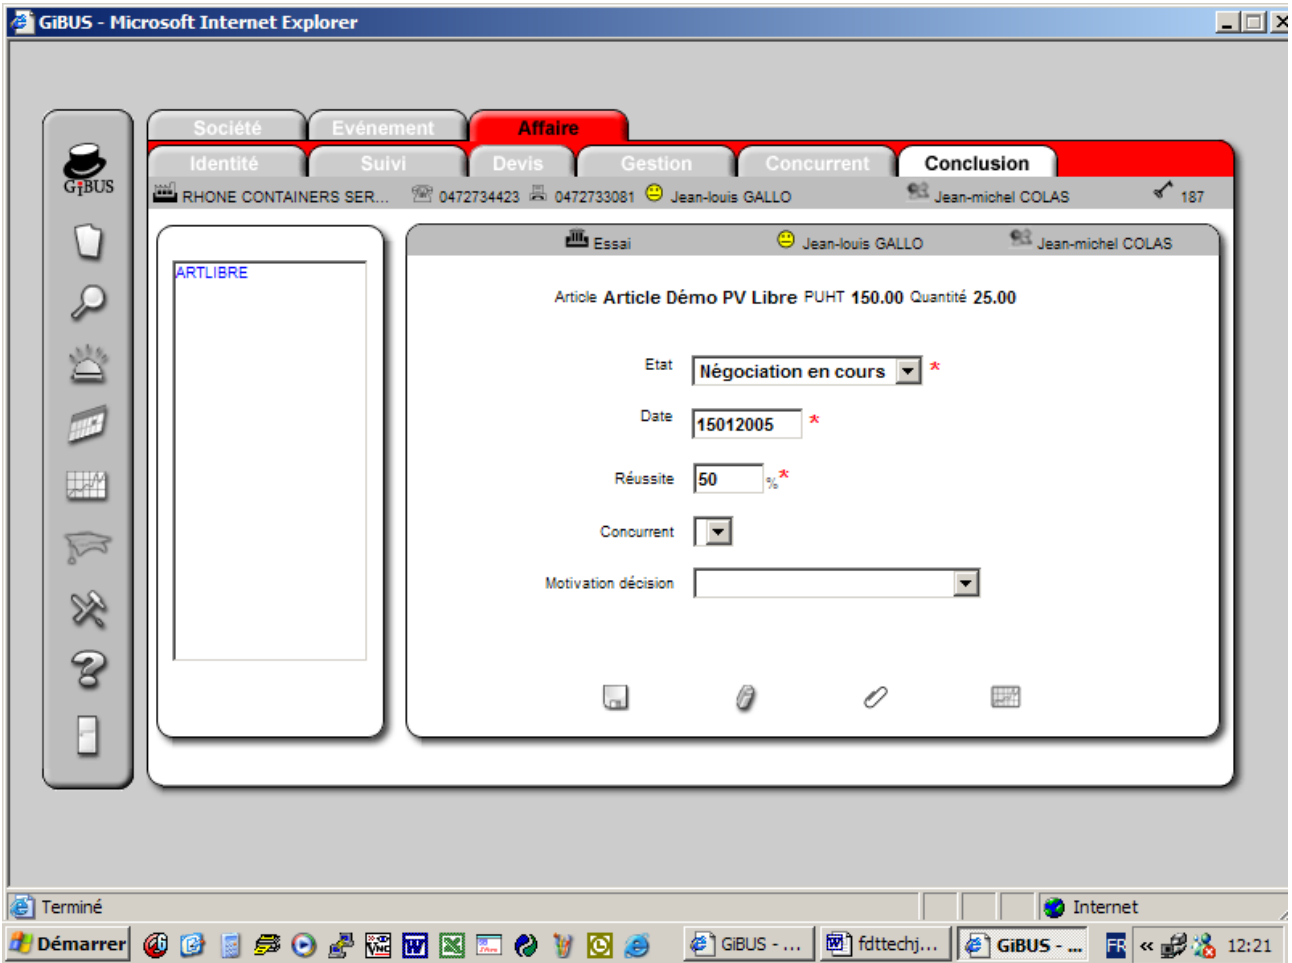 GiBUS - Microsoft Internet Explorer
Société Evénement Affaire
Identité Suivi Devis Gestion Concurrent Conclusion
GiBUS
RHONE CONTAINERS SER... 0472734423 0472733081 Jean-louis GALLO Jean-michel COLAS 187
Essai Jean-louis GALLO Jean-michel COLAS
ARTLIBRE
Article Article Démo PV Libre PUHT 150.00 Quantité 25.00
Etat Négociation en cours *
Date 15012005 *
Réussite 50 % *
Concurrent
Motivation décision
Terminé Internet
Démarrer GiBUS - ... fdttechj... GiBUS - ... FR « 12:21